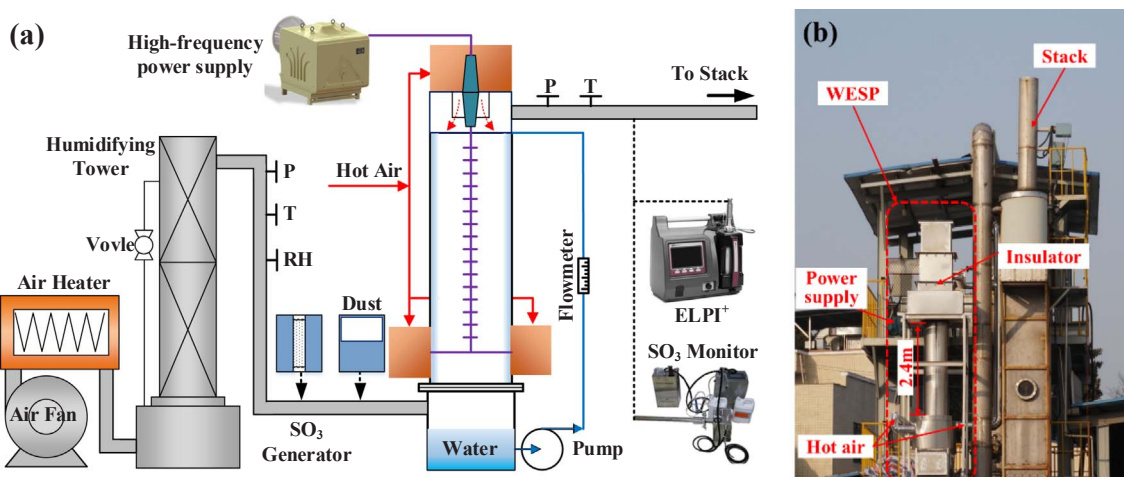 (a)
High-frequency
power supply
P
T
To Stack
Humidifying
Tower
P
Hot Air
T
Vovle
RH
Air Heater
Dust
Flowmeter
ELPI+
SO3 Monitor
Air Fan
SO3
Generator
Water
Pump
(b)
Stack
WESP
Insulator
Power
supply
2.4m
Hot air